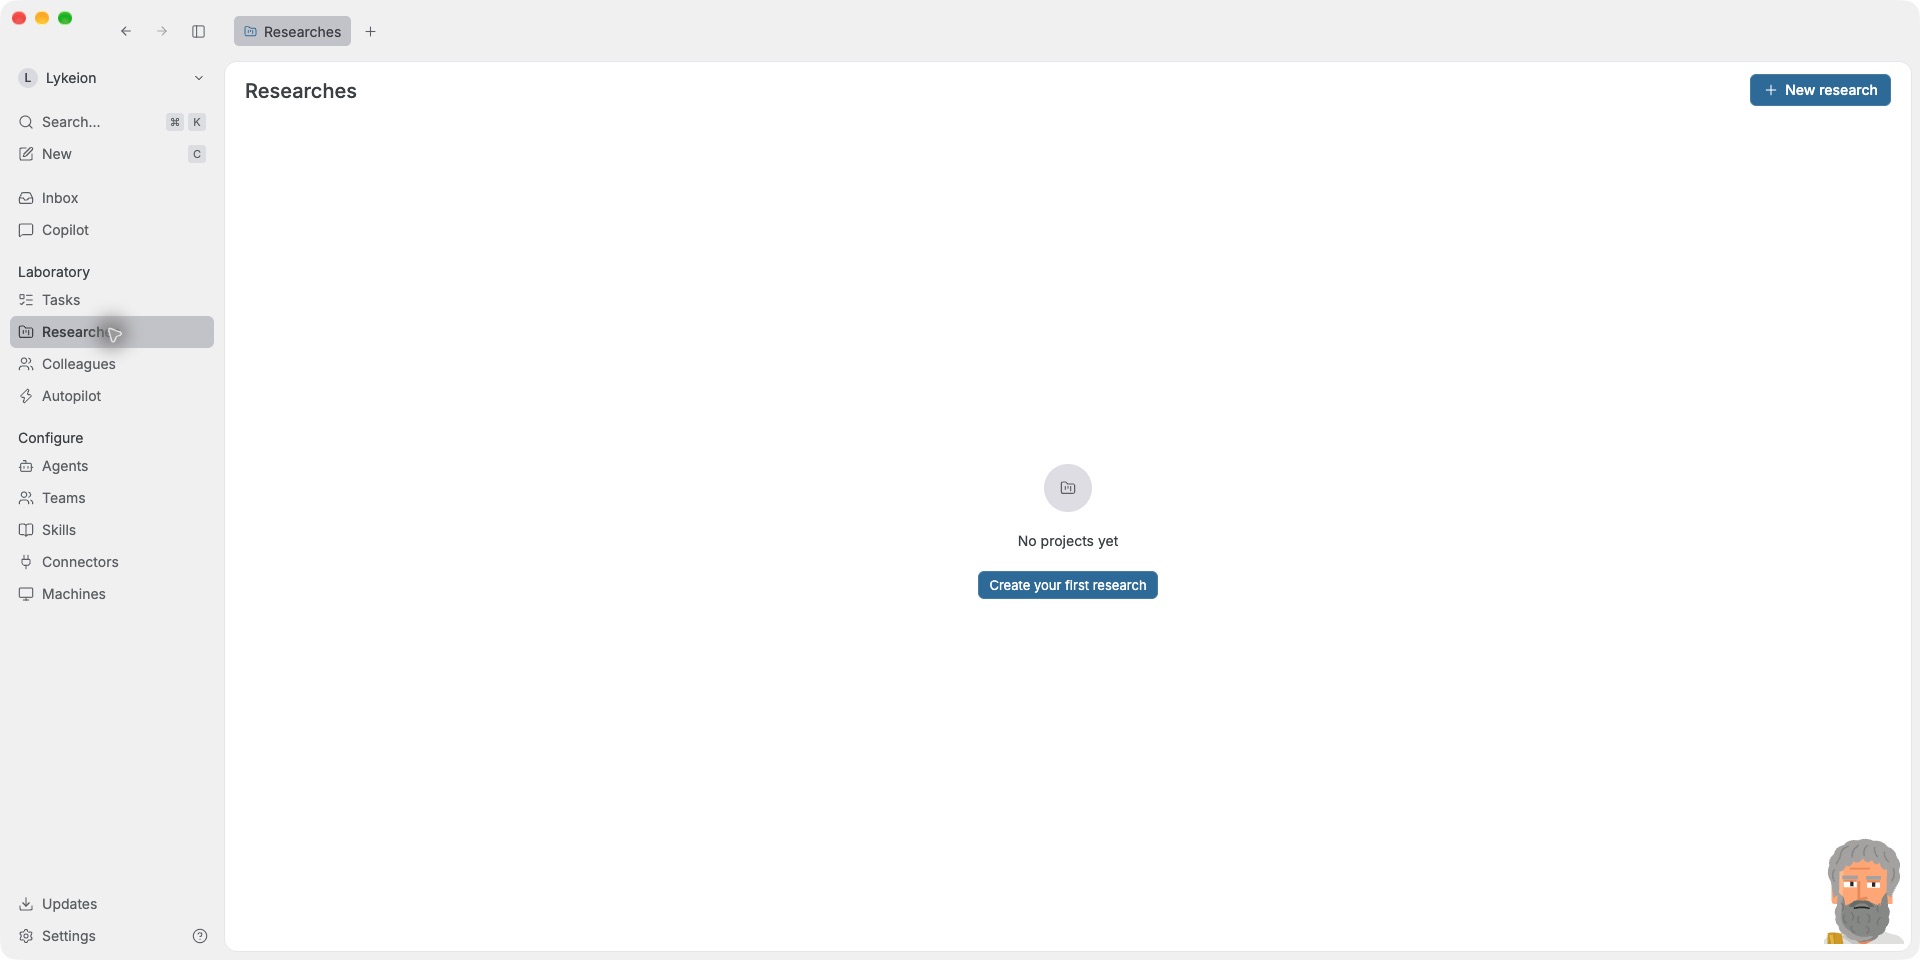 Researches
L Lykeion
Search... ⌘ K
New C
Inbox
Copilot
Laboratory
Tasks
Colleagues
Autopilot
Configure
Agents
Teams
Skills
Connectors
Machines
Updates
Settings
Researches
+ New research
No projects yet
Create your first research